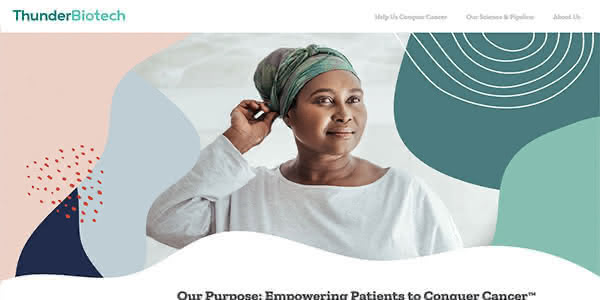 ThunderBiotech
Help Us Conquer Cancer
Our Science & Pipeline
About Us
Our Purpose: Empowering Patients to Conquer Cancer™